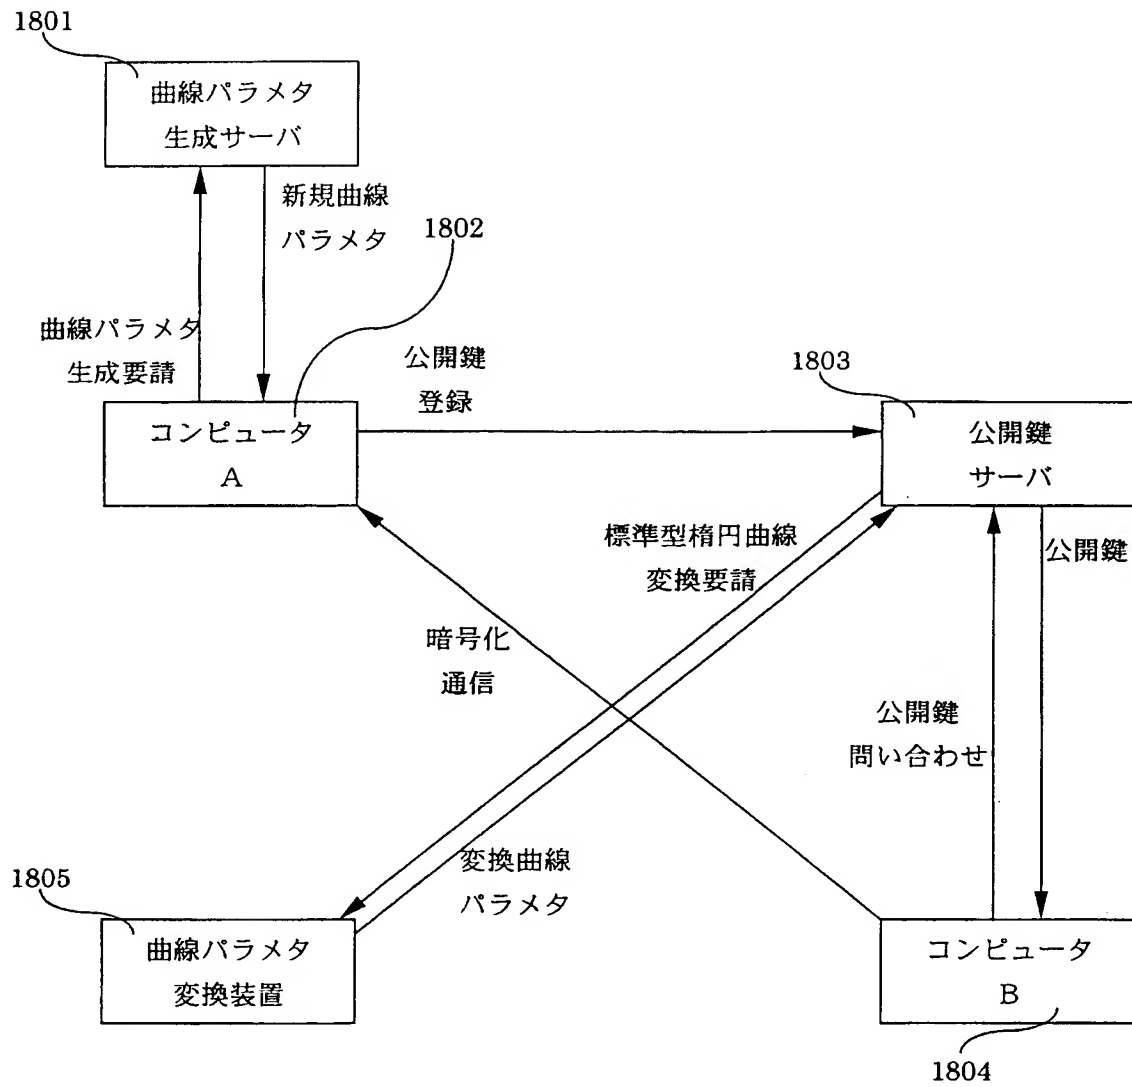 1801
曲線パラメタ
生成サーバ
新規曲線
パラメタ
1802
曲線パラメタ
生成要請
公開鍵
登録
1803
コンピュータ
A
公開鍵
サーバ
標準型楕円曲線
変換要請
公開鍵
暗号化
通信
公開鍵
問い合わせ
変換曲線
パラメタ
1805
曲線パラメタ
変換装置
コンピュータ
B
1804